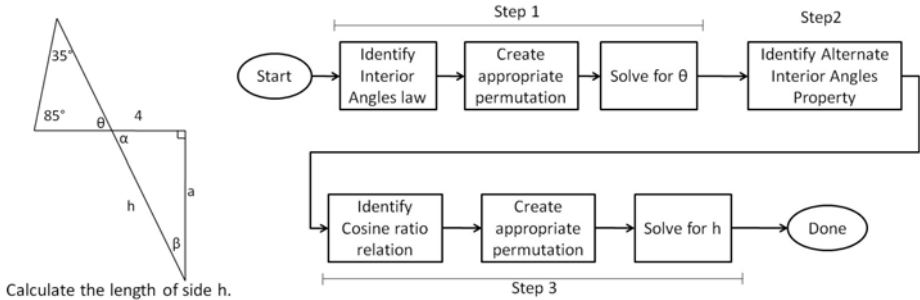 35°
85°
θ
4
α
a
h
β
Calculate the length of side h.
Step 1
Step2
Start
Identify
Interior
Angles law
Create
appropriate
permutation
Solve for θ
Identify Alternate
Interior Angles
Property
Identify
Cosine ratio
relation
Create
appropriate
permutation
Solve for h
Done
Step 3